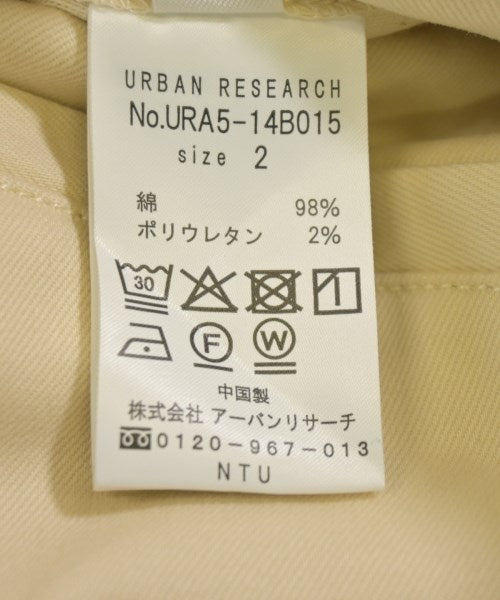 URBAN RESEARCH
No.URA5-14B015
size 2
綿 98%
ポリウレタン 2%
30
F W
中国製
株式会社 アーバンリサーチ
0120-967-013
NTU